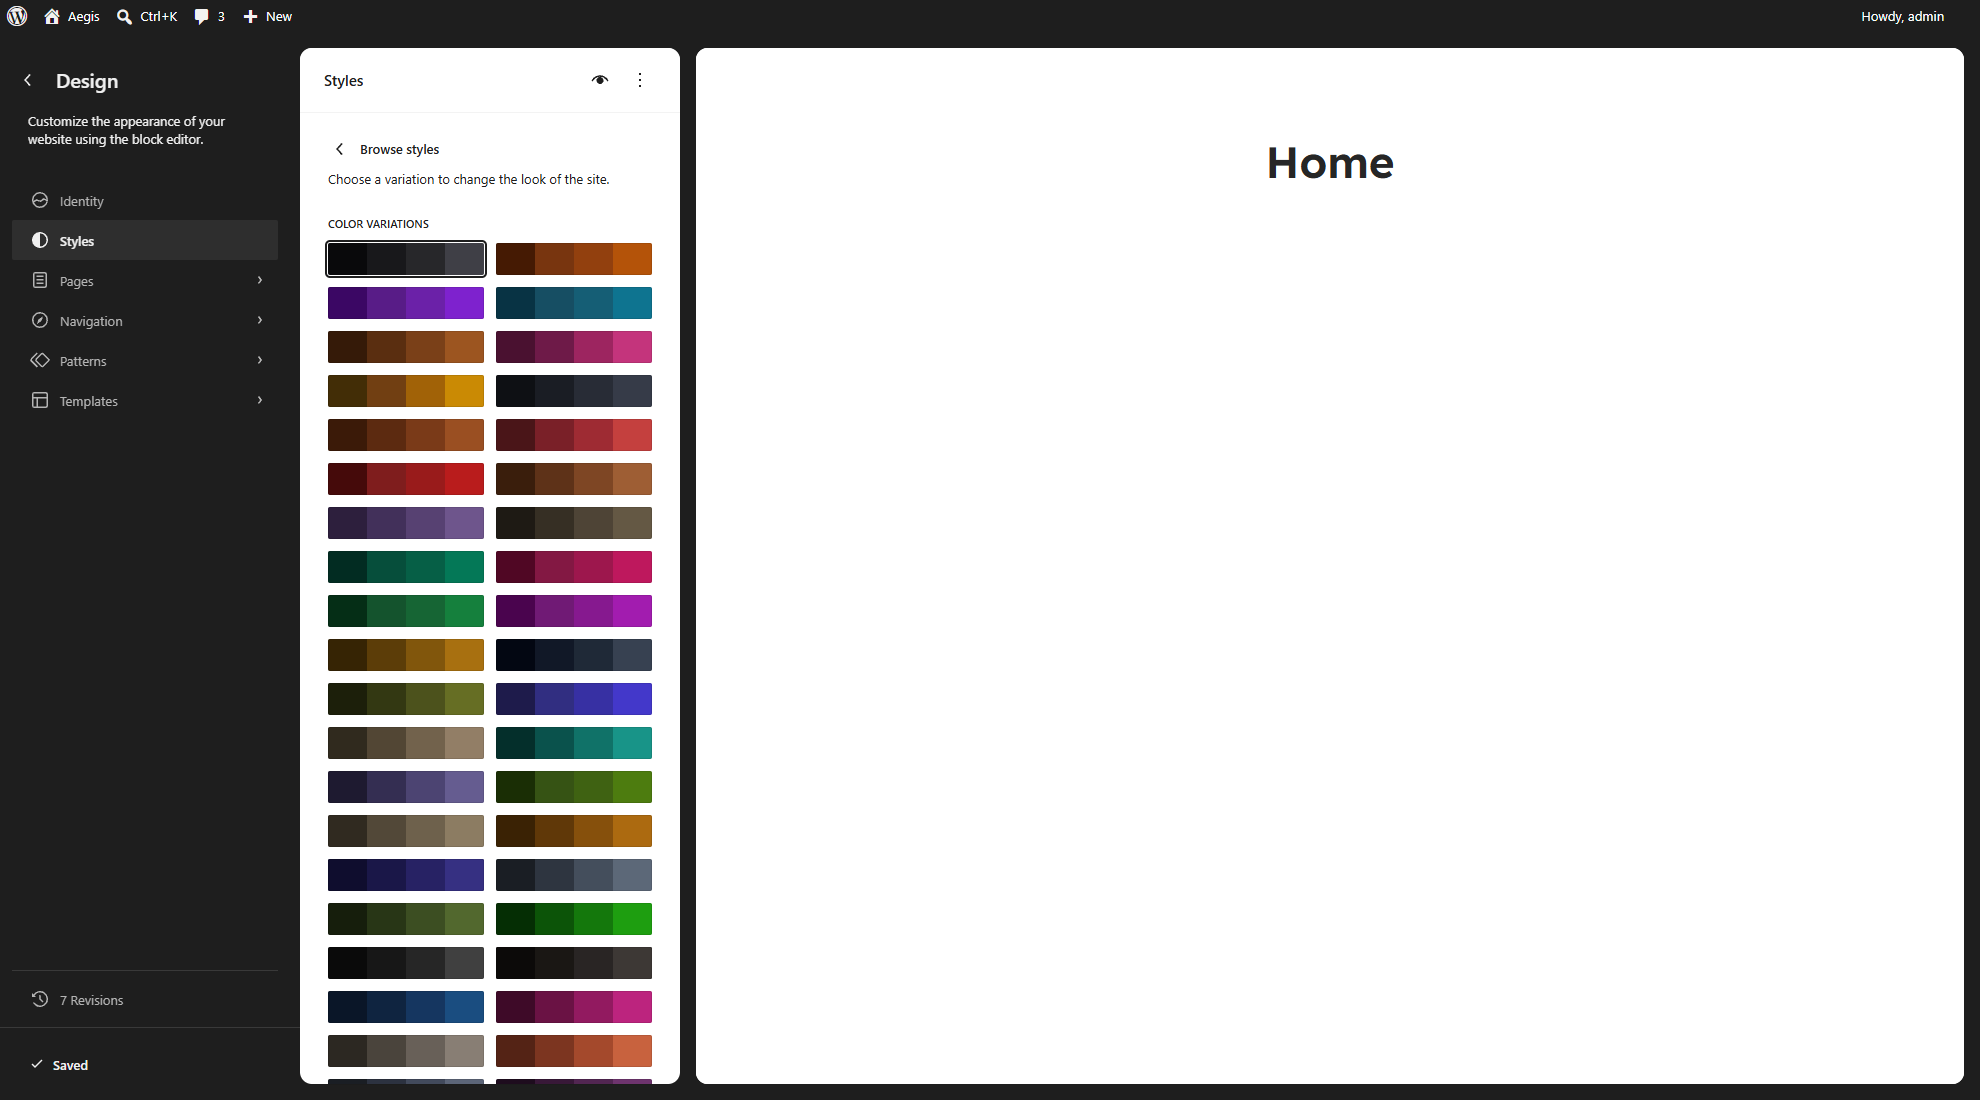 Aegis
Ctrl+K
3
New
Howdy, admin
Design
Customize the appearance of your
website using the block editor.
Identity
Styles
Pages
Navigation
Patterns
Templates
7 Revisions
Saved
Styles
Browse styles
Choose a variation to change the look of the site.
COLOR VARIATIONS
Home